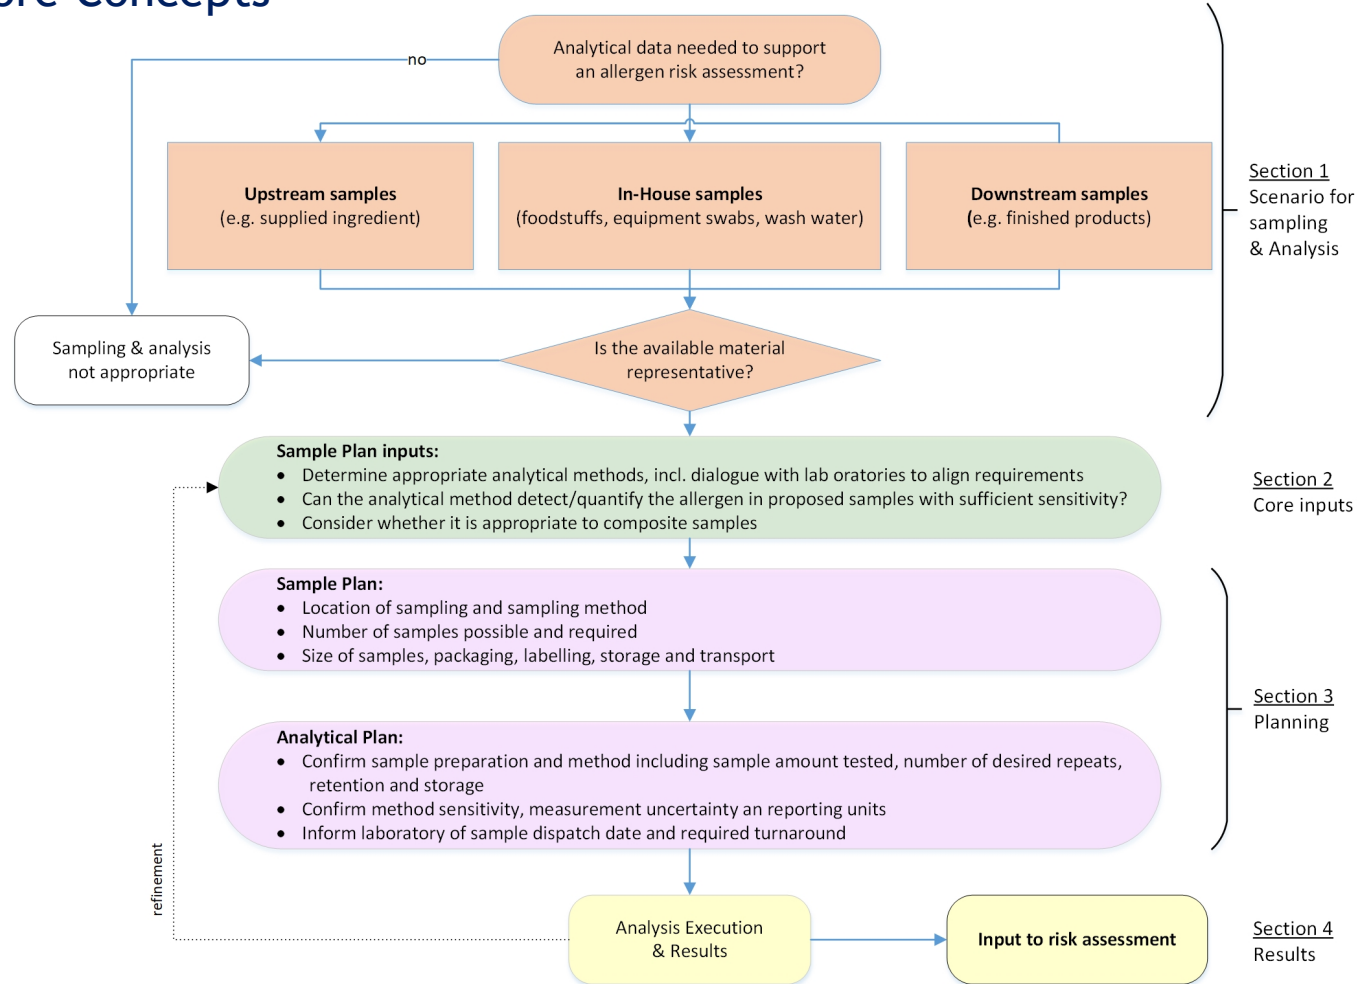 ore Concepts
Analytical data needed to support
an allergen risk assessment?
no
Upstream samples
(e.g. supplied ingredient)
In-House samples
(foodstuffs, equipment swabs, wash water)
Downstream samples
(e.g. finished products)
Section 1
Scenario for
sampling
& Analysis
Sampling & analysis
not appropriate
Is the available material
representative?
Sample Plan inputs:
• Determine appropriate analytical methods, incl. dialogue with lab oratories to align requirements
• Can the analytical method detect/quantify the allergen in proposed samples with sufficient sensitivity?
• Consider whether it is appropriate to composite samples
Section 2
Core inputs
Sample Plan:
• Location of sampling and sampling method
• Number of samples possible and required
• Size of samples, packaging, labelling, storage and transport
Analytical Plan:
• Confirm sample preparation and method including sample amount tested, number of desired repeats,
retention and storage
• Confirm method sensitivity, measurement uncertainty an reporting units
• Inform laboratory of sample dispatch date and required turnaround
Section 3
Planning
refinement
Analysis Execution
& Results
Input to risk assessment
Section 4
Results